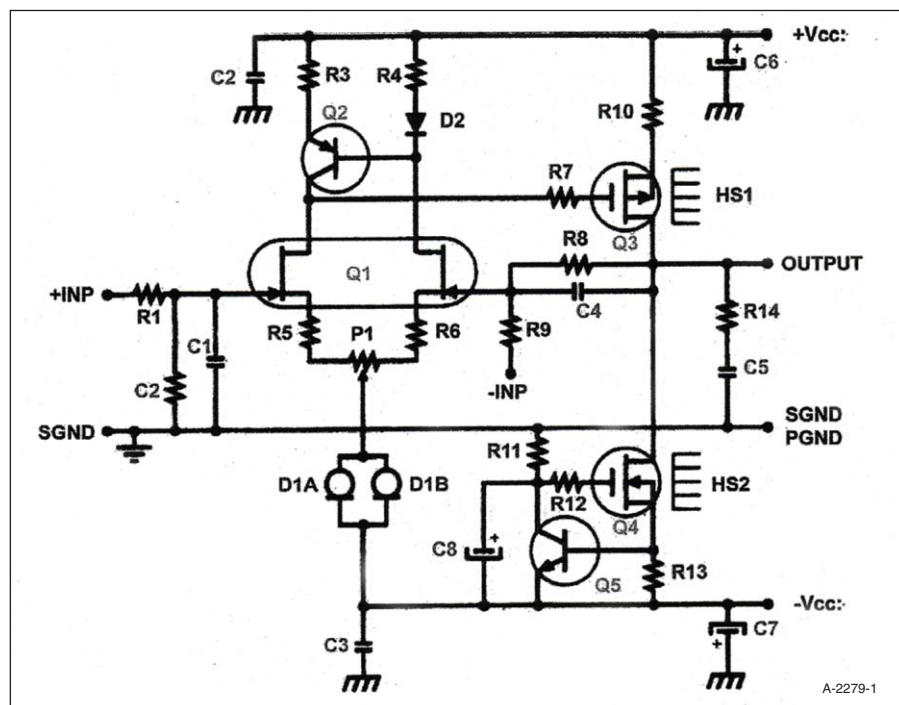 +Vcc:
C2
R3
R4
C6
Q2
D2
R10
R7
HS1
Q3
R8
Q1
OUTPUT
+INP
R1
C4
R14
R5
P1
R6
R9
C1
C2
C5
-INP
SGND
SGND
PGND
R11
D1A
D1B
R12
HS2
Q4
C8
Q5
R13
-Vcc:
C3
C7
A-2279-1